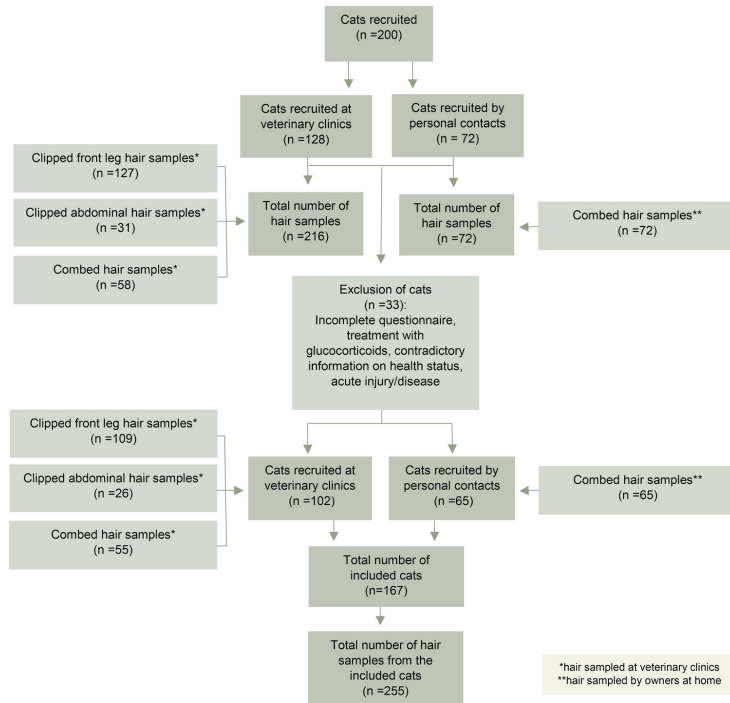 Cats recruited
(n =200)
Cats recruited at
veterinary clinics
(n =128)
Cats recruited by
personal contacts
(n = 72)
Clipped front leg hair samples*
(n =127)
Clipped abdominal hair samples*
(n =31)
Combed hair samples*
(n =58)
Total number of
hair samples
(n =216)
Total number of
hair samples
(n =72)
Combed hair samples**
(n =72)
Exclusion of cats
(n =33):
Incomplete questionnaire,
treatment with
glucocorticoids, contradictory
information on health status,
acute injury/disease
Clipped front leg hair samples*
(n =109)
Clipped abdominal hair samples*
(n =26)
Combed hair samples*
(n =55)
Cats recruited at
veterinary clinics
(n =102)
Cats recruited by
personal contacts
(n =65)
Combed hair samples**
(n =65)
Total number of
included cats
(n=167)
Total number of hair
samples from the
included cats
(n =255)
*hair sampled at veterinary clinics
**hair sampled by owners at home